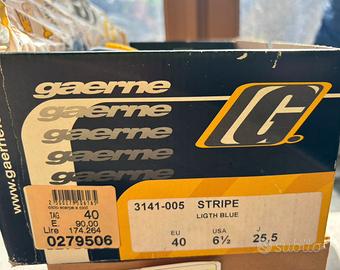 gaerne
gaerne
gaerne
gaerne
gaerne
G.
www.gaerne
TAG. 40
E. 90.00
Lire 174.264
0279506
3141-005 STRIPE
LIGTH BLUE
EU USA J
40 6½ 25,5
subito